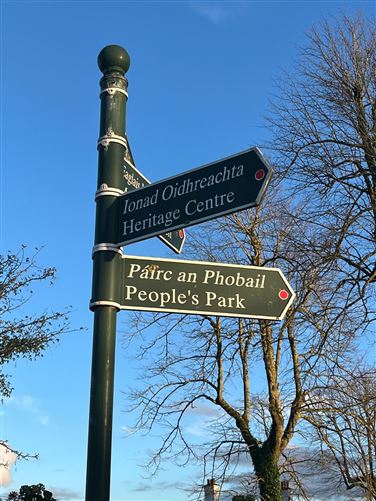 Ionad Oidhreachta
Heritage Centre
Páirc an Phobail
People's Park